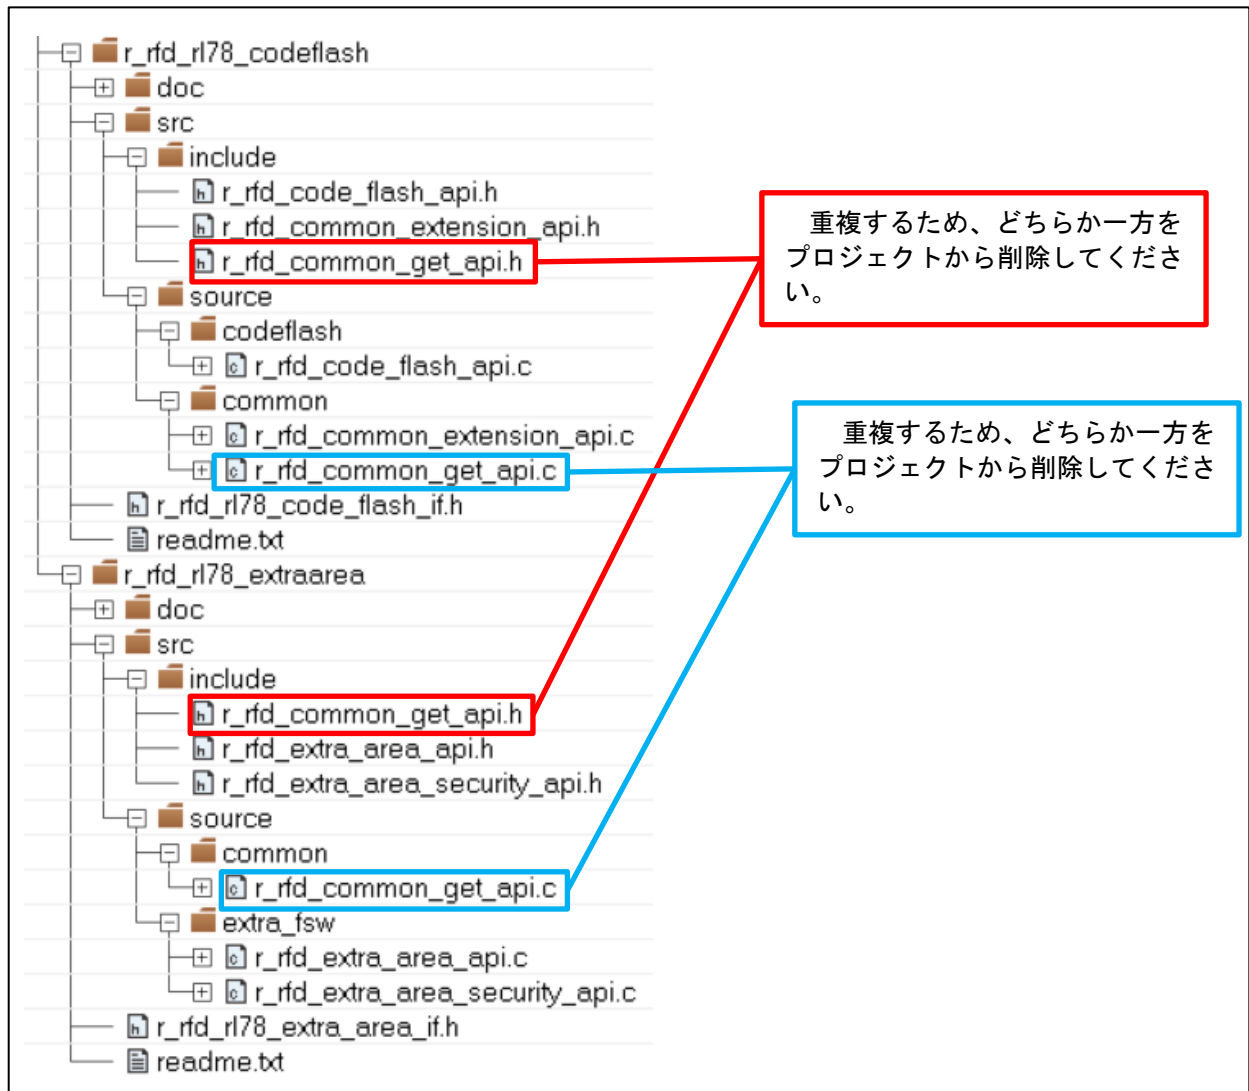 r_rfd_rl78_codeflash
doc
src
include
r_rfd_code_flash_api.h
r_rfd_common_extension_api.h
r_rfd_common_get_api.h
source
codeflash
r_rfd_code_flash_api.c
common
r_rfd_common_extension_api.c
r_rfd_common_get_api.c
r_rfd_rl78_code_flash_if.h
readme.txt
r_rfd_rl78_extraarea
doc
src
include
r_rfd_common_get_api.h
r_rfd_extra_area_api.h
r_rfd_extra_area_security_api.h
source
common
r_rfd_common_get_api.c
extra_fsw
r_rfd_extra_area_api.c
r_rfd_extra_area_security_api.c
r_rfd_rl78_extra_area_if.h
readme.txt
重複するため、どちらか一方を
プロジェクトから削除してくださ
い。
重複するため、どちらか一方を
プロジェクトから削除してくださ
い。